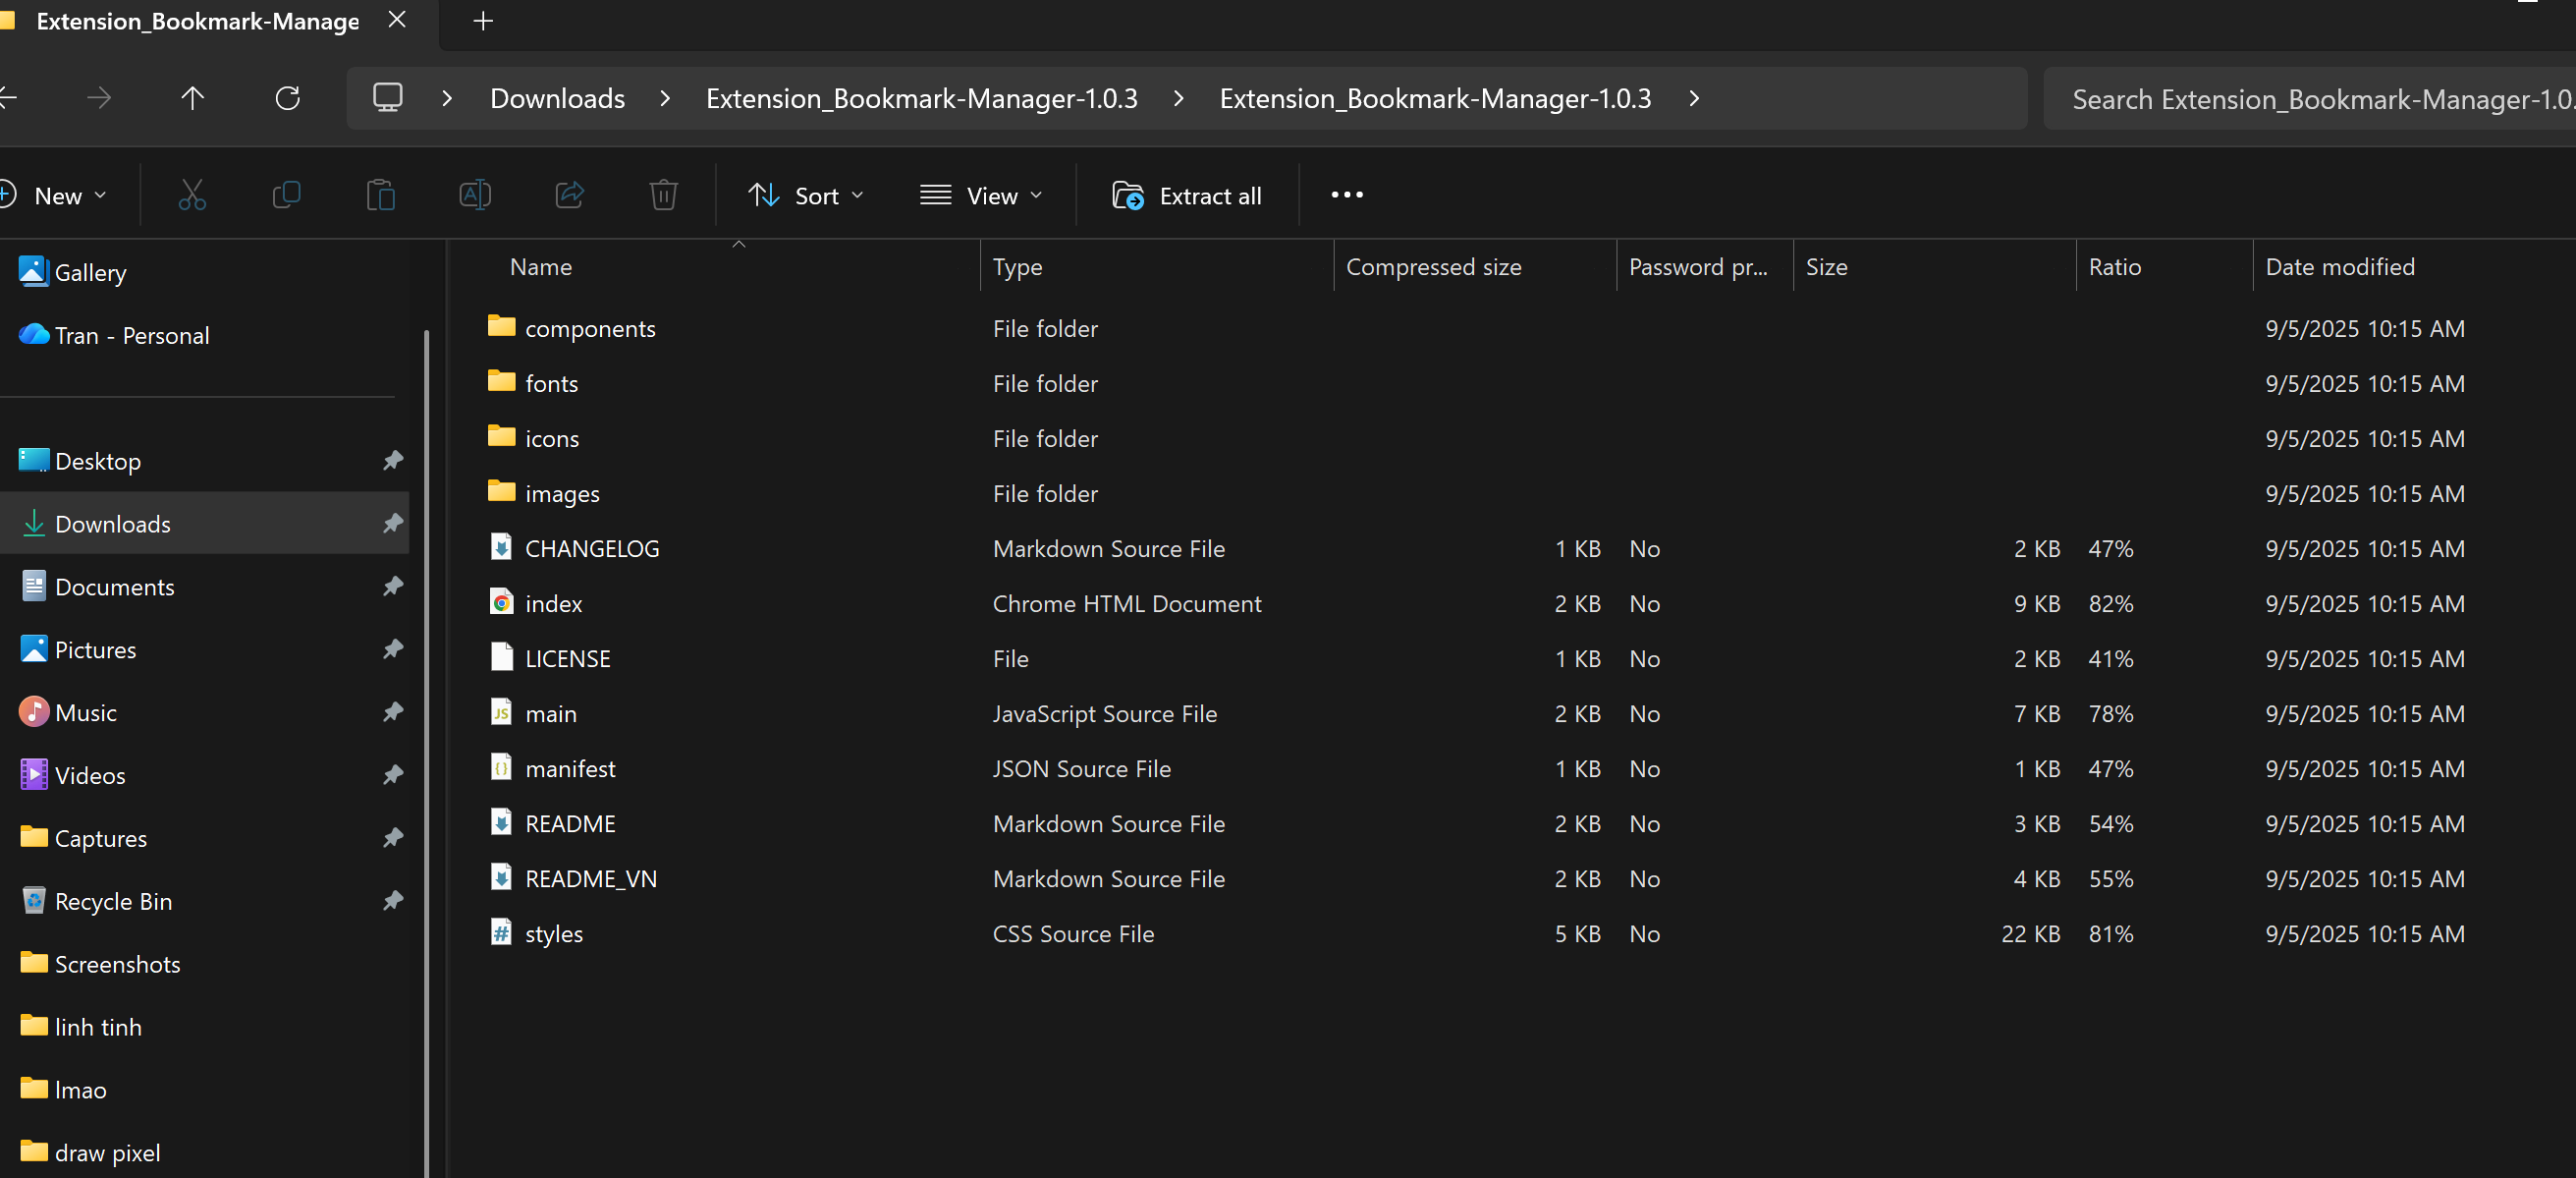 Extension_Bookmark-Manage
Downloads > Extension_Bookmark-Manager-1.0.3 > Extension_Bookmark-Manager-1.0.3 >
Search Extension_Bookmark-Manager-1.0.
New
Sort
View
Extract all
Gallery
Tran - Personal
Desktop
Downloads
Documents
Pictures
Music
Videos
Captures
Recycle Bin
Screenshots
linh tinh
lmao
draw pixel
Name Type Compressed size Password pr... Size Ratio Date modified
components File folder 9/5/2025 10:15 AM
fonts File folder 9/5/2025 10:15 AM
icons File folder 9/5/2025 10:15 AM
images File folder 9/5/2025 10:15 AM
CHANGELOG Markdown Source File 1 KB No 2 KB 47% 9/5/2025 10:15 AM
index Chrome HTML Document 2 KB No 9 KB 82% 9/5/2025 10:15 AM
LICENSE File 1 KB No 2 KB 41% 9/5/2025 10:15 AM
main JavaScript Source File 2 KB No 7 KB 78% 9/5/2025 10:15 AM
manifest JSON Source File 1 KB No 1 KB 47% 9/5/2025 10:15 AM
README Markdown Source File 2 KB No 3 KB 54% 9/5/2025 10:15 AM
README_VN Markdown Source File 2 KB No 4 KB 55% 9/5/2025 10:15 AM
styles CSS Source File 5 KB No 22 KB 81% 9/5/2025 10:15 AM